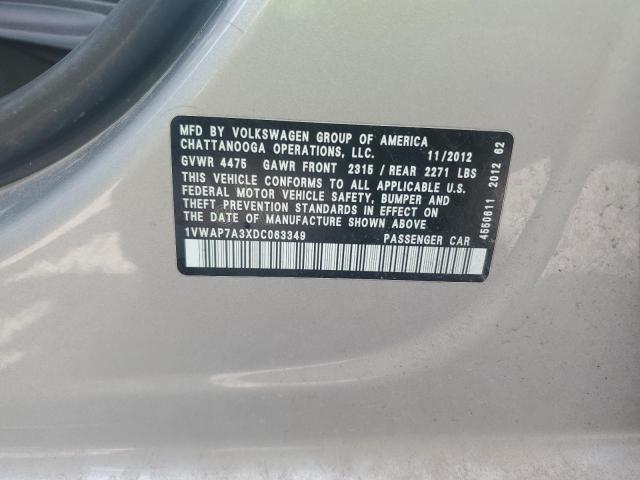 MFD BY VOLKSWAGEN GROUP OF AMERICA
CHATTANOOGA OPERATIONS, LLC. 11/2012
GVWR 4475 GAWR FRONT 2315 / REAR 2271 LBS
THIS VEHICLE CONFORMS TO ALL APPLICABLE U.S.
FEDERAL MOTOR VEHICLE SAFETY, BUMPER AND
THEFT PREVENTION STANDARDS IN EFFECT ON
THE DATE OF MANUFACTURE SHOWN ABOVE
1VWAP7A3XDC063349 PASSENGER CAR
4550611 2012 62